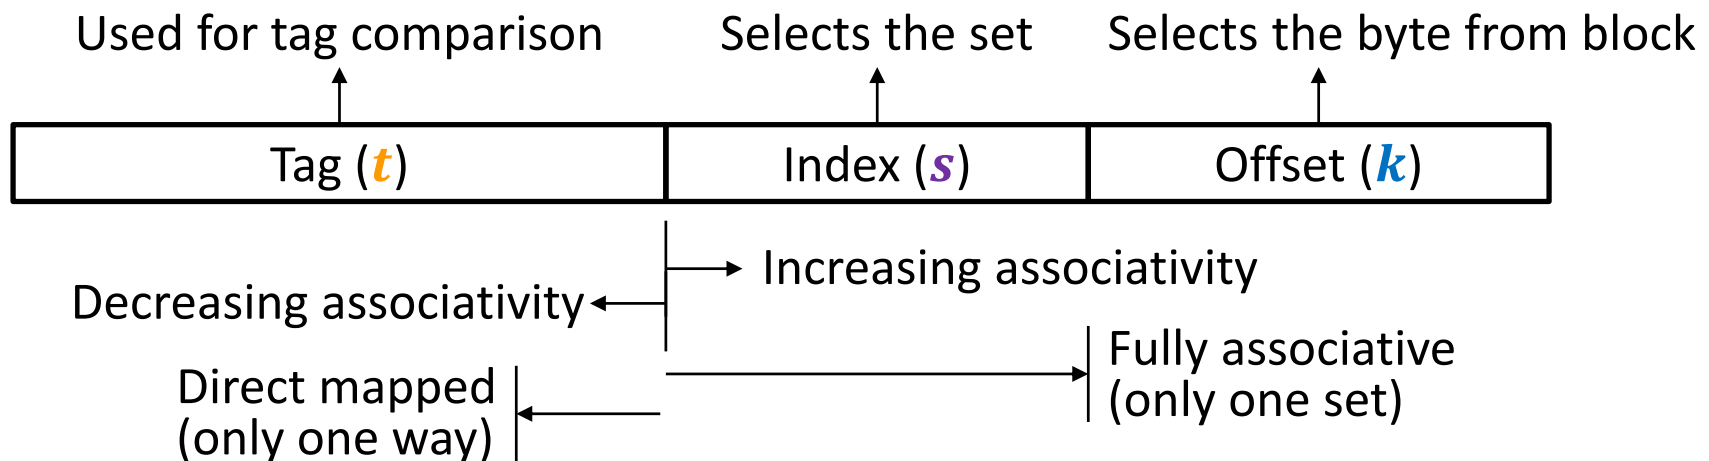 Used for tag comparison
Selects the set
Selects the byte from block
Tag (t)
Index (s)
Offset (k)
Increasing associativity
Decreasing associativity
Fully associative
(only one set)
Direct mapped
(only one way)